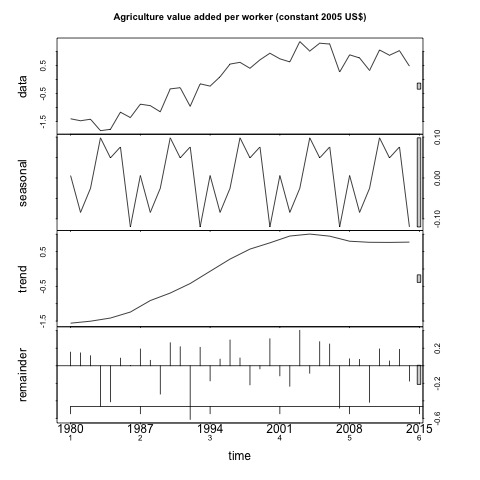 Agriculture value added per worker (constant 2005 US$)
data
-1.5 -0.5 0.5
seasonal
-0.10 0.00 0.10
trend
-1.5 -0.5 0.5
remainder
-0.6 -0.2 0.2
1980 1987 1994 2001 2008 2015
1 2 3 4 5 6
time